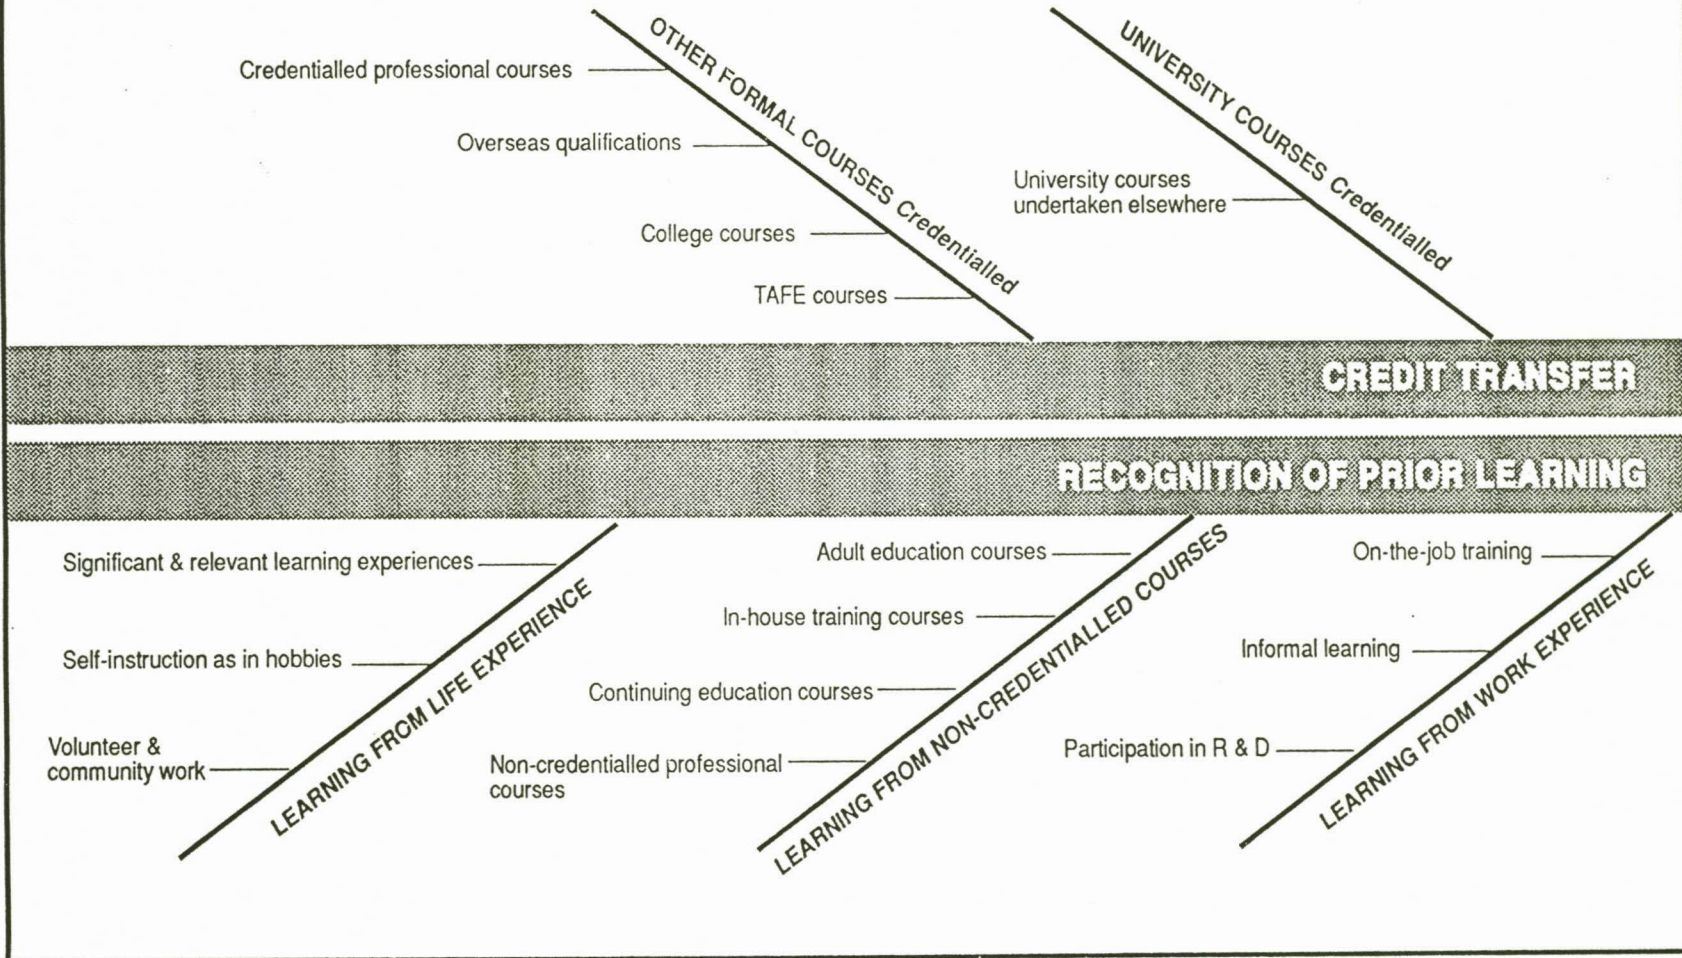 OTHER FORMAL COURSES Credentialled
Credentialled professional courses
Overseas qualifications
College courses
TAFE courses
UNIVERSITY COURSES Credentialled
University courses
undertaken elsewhere
CREDIT TRANSFER
RECOGNITION OF PRIOR LEARNING
Significant & relevant learning experiences
Self-instruction as in hobbies
Volunteer &
community work
LEARNING FROM LIFE EXPERIENCE
Adult education courses
In-house training courses
Continuing education courses
Non-credentialled professional
courses
LEARNING FROM NON-CREDENTIALLED COURSES
On-the-job training
Informal learning
Participation in R & D
LEARNING FROM WORK EXPERIENCE